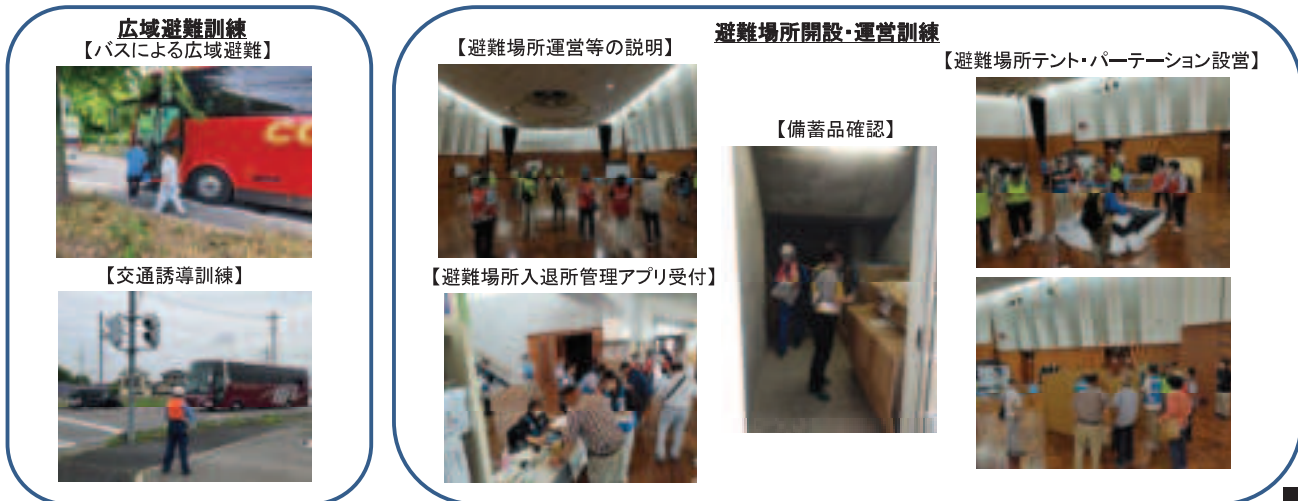 広域避難訓練
【バスによる広域避難】
【交通誘導訓練】
避難場所開設・運営訓練
【避難場所運営等の説明】
【避難場所入退所管理アプリ受付】
【備蓄品確認】
【避難場所テント・パーテーション設営】